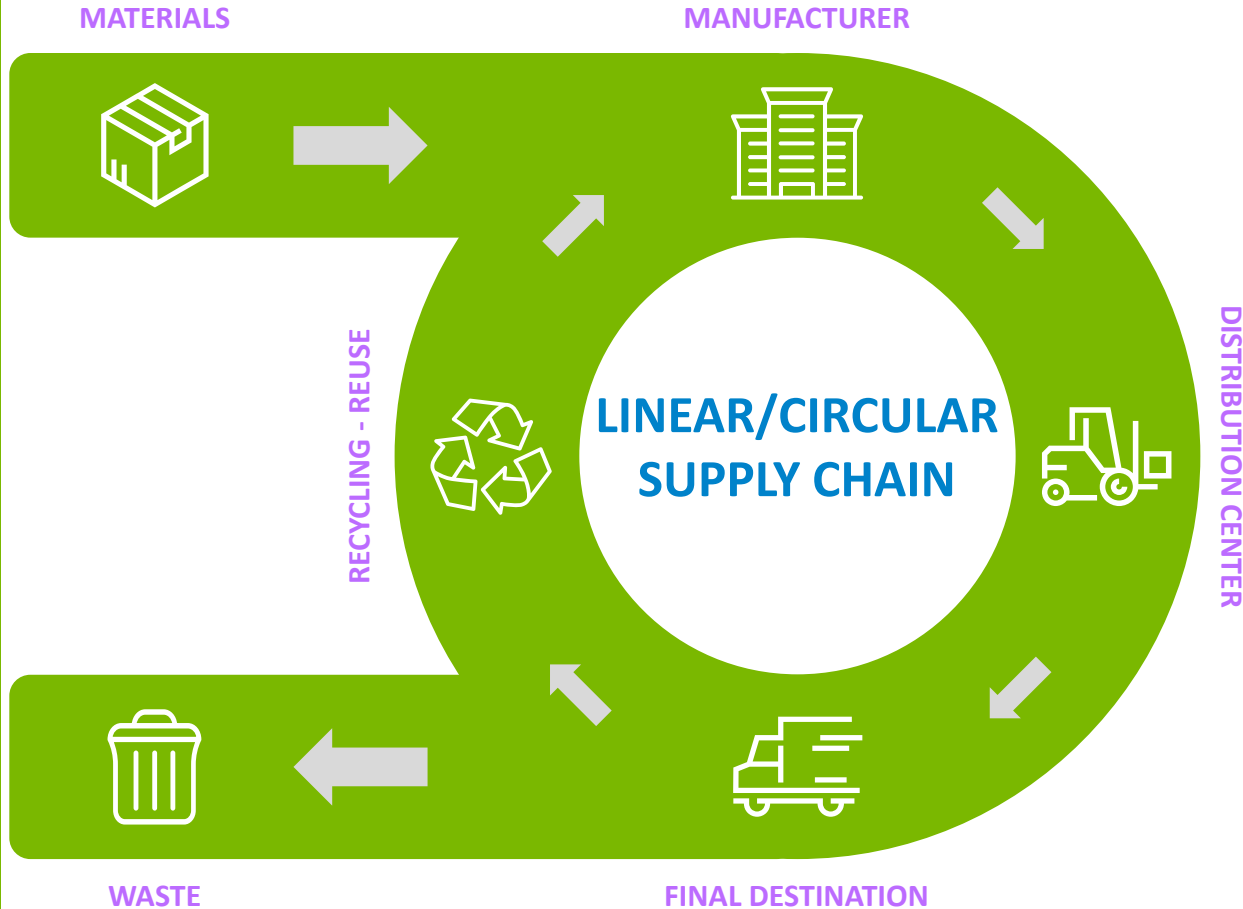 MATERIALS
MANUFACTURER
RECYCLING - REUSE
LINEAR/CIRCULAR
SUPPLY CHAIN
DISTRIBUTION CENTER
WASTE
FINAL DESTINATION